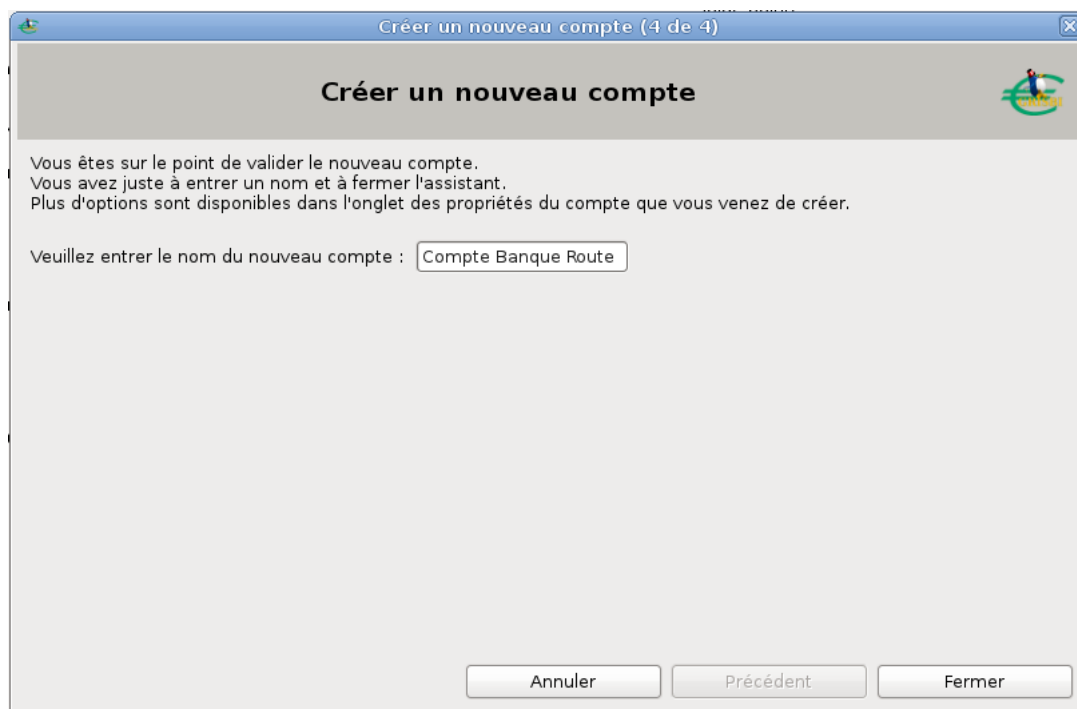 Créer un nouveau compte (4 de 4)
Créer un nouveau compte
Vous êtes sur le point de valider le nouveau compte.
Vous avez juste à entrer un nom et à fermer l'assistant.
Plus d'options sont disponibles dans l'onglet des propriétés du compte que vous venez de créer.
Veuillez entrer le nom du nouveau compte : Compte Banque Route
Annuler Précédent Fermer